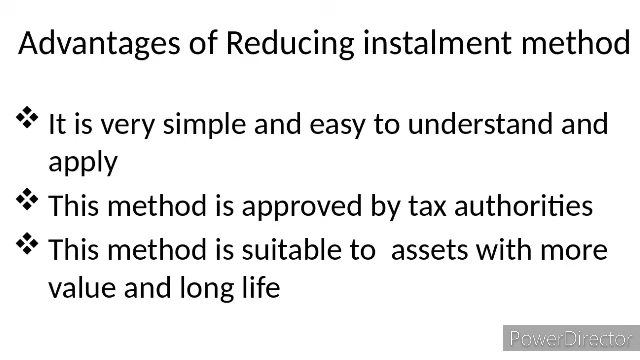 Advantages of Reducing instalment method
❖ It is very simple and easy to understand and
apply
❖ This method is approved by tax authorities
❖ This method is suitable to  assets with more
value and long life
PowerDirector